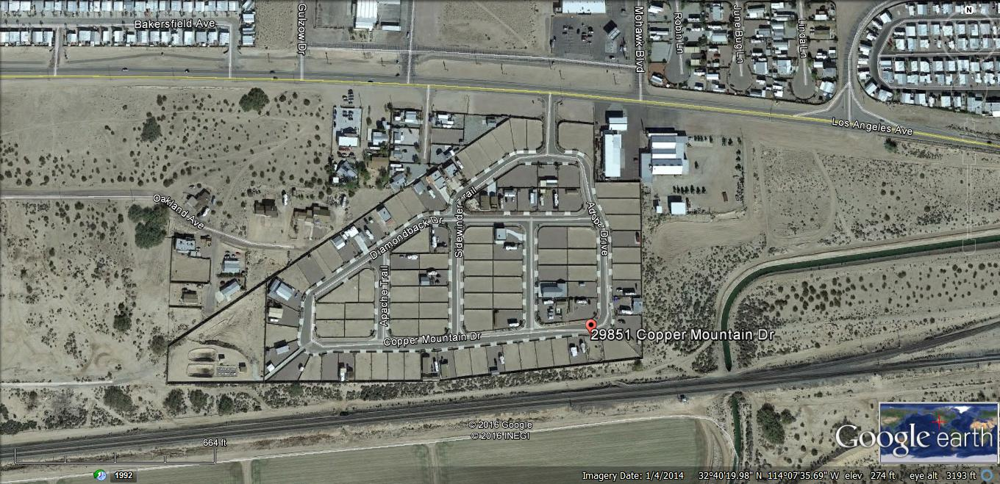 Bakersfield Ave
Gulzow Dr
Mohawk Blvd
Robin Ln
June Bug Ln
Linda Ln
N
Los Angeles Ave
Oakland Ave
Diamondback Dr
Sidewinder Trail
Adobe Drive
Apache Trail
Copper Mountain Dr
29851 Copper Mountain Dr
© 2016 Google
© 2016 INEGI
Google earth
664 ft
1992
Imagery Date: 1/4/2014 32°40'19.98" N 114°07'35.69" W elev 274 ft eye alt 3193 ft